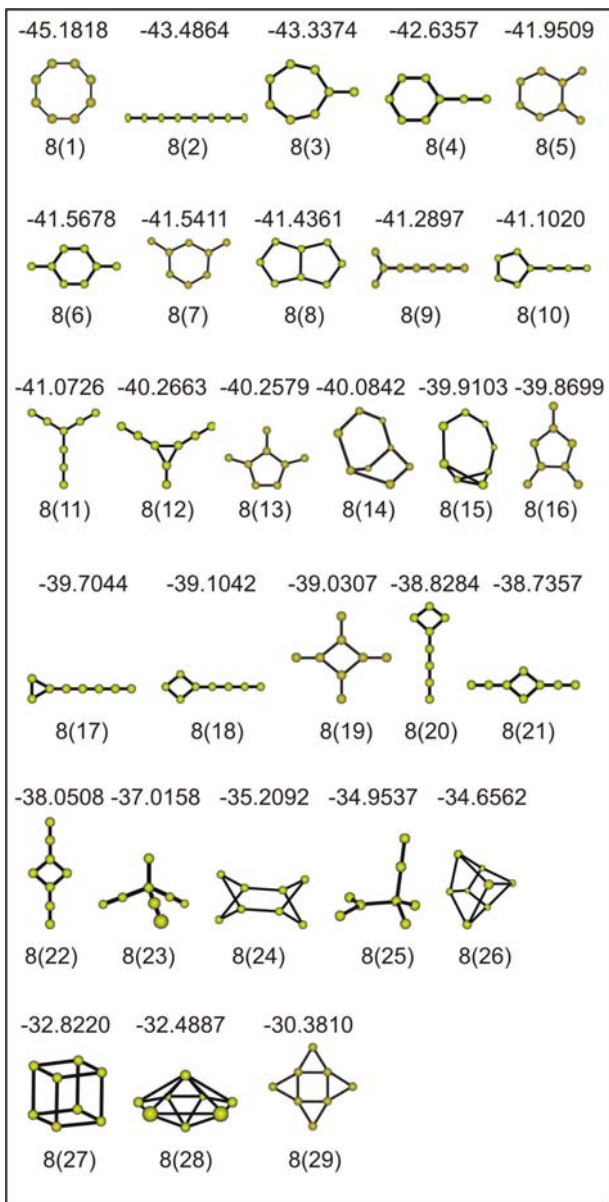 -45.1818 -43.4864 -43.3374 -42.6357 -41.9509
8(1) 8(2) 8(3) 8(4) 8(5)
-41.5678 -41.5411 -41.4361 -41.2897 -41.1020
8(6) 8(7) 8(8) 8(9) 8(10)
-41.0726 -40.2663 -40.2579 -40.0842 -39.9103 -39.8699
8(11) 8(12) 8(13) 8(14) 8(15) 8(16)
-39.7044 -39.1042 -39.0307 -38.8284 -38.7357
8(17) 8(18) 8(19) 8(20) 8(21)
-38.0508 -37.0158 -35.2092 -34.9537 -34.6562
8(22) 8(23) 8(24) 8(25) 8(26)
-32.8220 -32.4887 -30.3810
8(27) 8(28) 8(29)